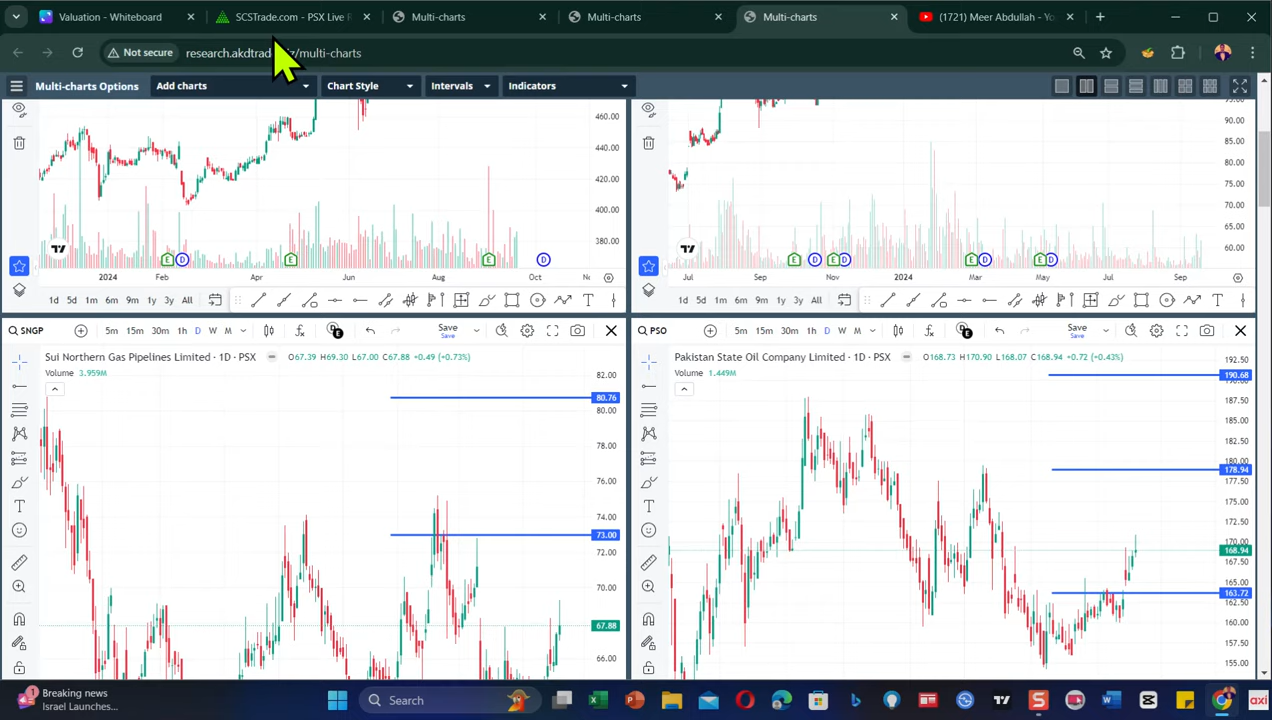 Valuation - Whiteboard
SCSTrade.com - PSX Live R
Multi-charts
Multi-charts
Multi-charts
(1721) Meer Abdullah - Yo
Not secure
research.akdtrade.biz/multi-charts
Multi-charts Options
Add charts
Chart Style
Intervals
Indicators
460.00
440.00
420.00
400.00
380.00
E D E E D
2024 Feb Apr Jun Aug Oct
1d 5d 1m 6m 9m 1y 3y All
90.00
85.00
80.00
75.00
70.00
65.00
60.00
E D E D E D E D
Jul Sep Nov 2024 Mar May Jul Sep
1d 5d 1m 6m 9m 1y 3y All
SNGP
5m 15m 30m 1h D W M
D E
Save
Save
Sui Northern Gas Pipelines Limited · 1D · PSX
O67.39 H69.30 L67.00 C67.88 +0.49 (+0.73%)
Volume 3.959M
82.00
80.76
80.00
78.00
76.00
74.00
73.00
72.00
70.00
67.88
66.00
PSO
5m 15m 30m 1h D W M
D E
Save
Save
Pakistan State Oil Company Limited · 1D · PSX
O168.73 H170.90 L168.07 C168.94 +0.72 (+0.43%)
Volume 1.449M
192.50
190.68
187.50
185.00
182.50
180.00
178.94
177.50
175.00
172.50
170.00
168.94
167.50
165.00
163.72
162.50
160.00
157.50
155.00
1
Breaking news
Israel Launches...
Search
axi